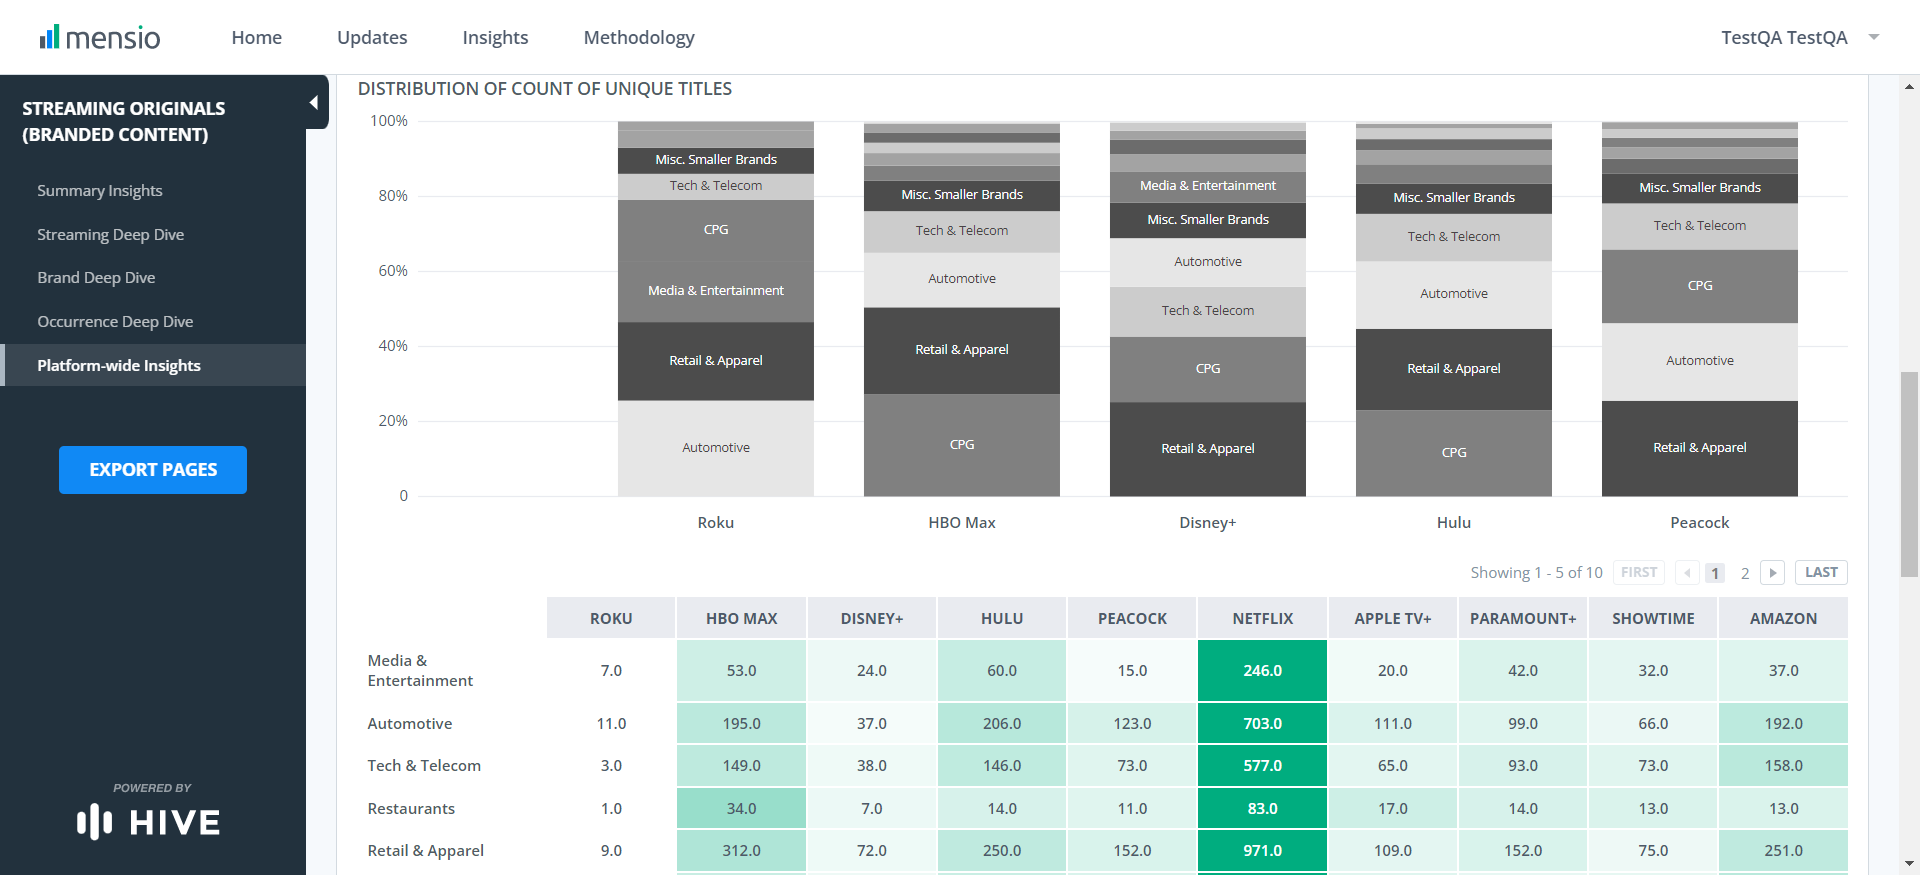 mensio
Home
Updates
Insights
Methodology
TestQA TestQA
STREAMING ORIGINALS
(BRANDED CONTENT)
Summary Insights
Streaming Deep Dive
Brand Deep Dive
Occurrence Deep Dive
Platform-wide Insights
EXPORT PAGES
POWERED BY
HIVE
DISTRIBUTION OF COUNT OF UNIQUE TITLES
100%
80%
60%
40%
20%
0
Misc. Smaller Brands
Tech & Telecom
CPG
Media & Entertainment
Retail & Apparel
Automotive
Roku
Misc. Smaller Brands
Tech & Telecom
Automotive
Retail & Apparel
CPG
HBO Max
Media & Entertainment
Misc. Smaller Brands
Automotive
Tech & Telecom
CPG
Retail & Apparel
Disney+
Misc. Smaller Brands
Tech & Telecom
Automotive
Retail & Apparel
CPG
Hulu
Misc. Smaller Brands
Tech & Telecom
CPG
Automotive
Retail & Apparel
Peacock
Showing 1 - 5 of 10 FIRST 1 2 LAST
ROKU HBO MAX DISNEY+ HULU PEACOCK NETFLIX APPLE TV+ PARAMOUNT+ SHOWTIME AMAZON
Media &
Entertainment 7.0 53.0 24.0 60.0 15.0 246.0 20.0 42.0 32.0 37.0
Automotive 11.0 195.0 37.0 206.0 123.0 703.0 111.0 99.0 66.0 192.0
Tech & Telecom 3.0 149.0 38.0 146.0 73.0 577.0 65.0 93.0 73.0 158.0
Restaurants 1.0 34.0 7.0 14.0 11.0 83.0 17.0 14.0 13.0 13.0
Retail & Apparel 9.0 312.0 72.0 250.0 152.0 971.0 109.0 152.0 75.0 251.0